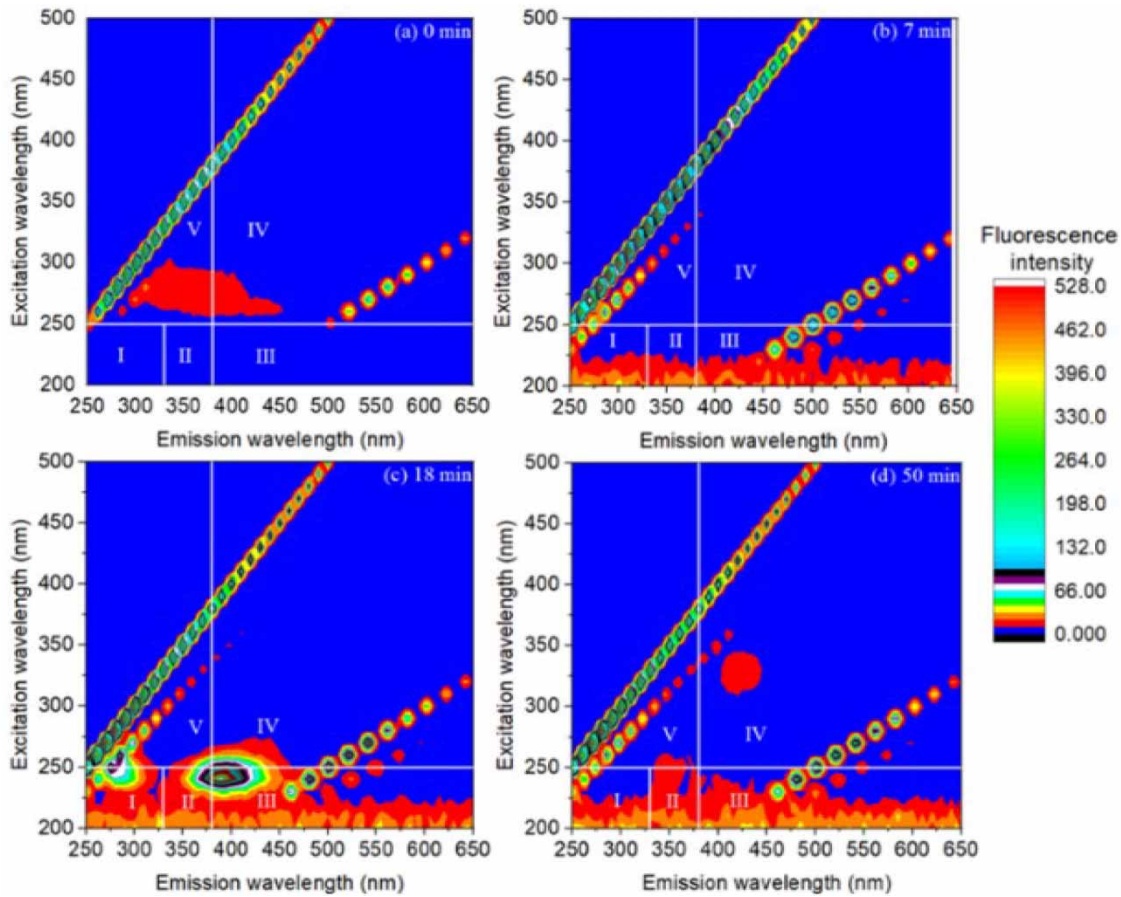 (a) 0 min
500
450
400
350
300
250
200
Excitation wavelength (nm)
V IV
I II III
250 300 350 400 450 500 550 600 650
Emission wavelength (nm)
(b) 7 min
500
450
400
350
300
250
200
Excitation wavelength (nm)
V IV
I II III
250 300 350 400 450 500 550 600 650
Emission wavelength (nm)
(c) 18 min
500
450
400
350
300
250
200
Excitation wavelength (nm)
V IV
I II III
250 300 350 400 450 500 550 600 650
Emission wavelength (nm)
(d) 50 min
500
450
400
350
300
250
200
Excitation wavelength (nm)
V IV
I II III
250 300 350 400 450 500 550 600 650
Emission wavelength (nm)
Fluorescence
intensity
528.0
462.0
396.0
330.0
264.0
198.0
132.0
66.00
0.000